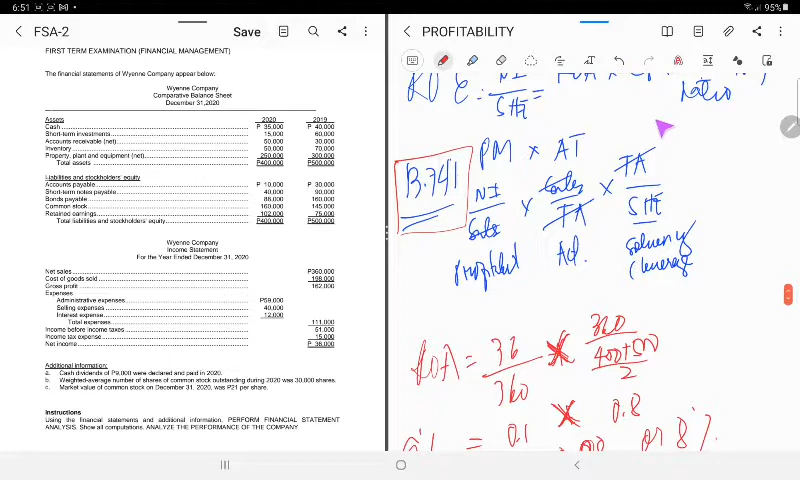 6:51
95%
FSA-2
Save
PROFITABILITY
FIRST TERM EXAMINATION (FINANCIAL MANAGEMENT)
The financial statements of Wyenne Company appear below:
Wyenne Company
Comparative Balance Sheet
December 31,2020
Assets 2020 2019
Cash P 35,000 P 40,000
Short-term investments 15,000 60,000
Accounts receivable (net) 50,000 30,000
Inventory 50,000 70,000
Property, plant and equipment (net) 250,000 300,000
Total assets P400,000 P500,000
Liabilities and stockholders' equity
Accounts payable P 10,000 P 30,000
Short-term notes payable 40,000 90,000
Bonds payable 88,000 160,000
Common stock 160,000 145,000
Retained earnings 102,000 75,000
Total liabilities and stockholders' equity P400,000 P500,000
Wyenne Company
Income Statement
For the Year Ended December 31, 2020
Net sales P360,000
Cost of goods sold 198,000
Gross profit 162,000
Expenses
Administrative expenses P59,000
Selling expenses 40,000
Interest expense 12,000
Total expenses 111,000
Income before income taxes 51,000
Income tax expense 15,000
Net income P 36,000
Additional information:
a. Cash dividends of P9,000 were declared and paid in 2020.
b. Weighted-average number of shares of common stock outstanding during 2020 was 30,000 shares.
c. Market value of common stock on December 31, 2020, was P21 per share.
Instructions
Using the financial statements and additional information, PERFORM FINANCIAL STATEMENT
ANALYSIS. Show all computations. ANALYZE THE PERFORMANCE OF THE COMPANY
NI
SHE =
ratio
PM × AT
13.741
NI × Sales × TA
Sales TA SHE
Act. Solvency
(leverage
ROA = 36 × 360
360 400+500
2
= 0.1 × 0.8
or 8%